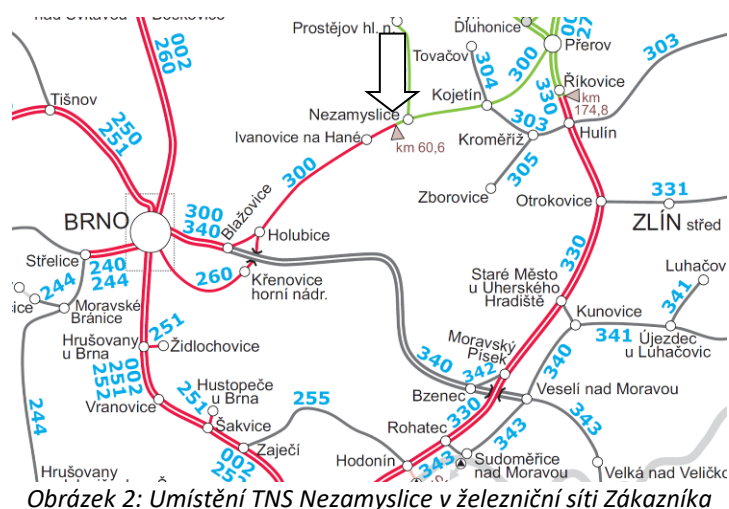 nad Svitavou
Prostějov hl. n.
Dluhonice
Přerov
Tovačov
002
260
300
27
303
304
330
Říkovice
km
174,8
Tišnov
250
251
Nezamyslice
Kojetín
Ivanovice na Hané
km 60,6
Kroměříž
303
Hulín
305
Zborovice
300
Otrokovice
331
ZLÍN střed
BRNO
300
340
Blažovice
Holubice
Střelice
240
244
260
Křenovice
horní nádr.
330
Staré Město
u Uherského
Hradiště
Luhačov
341
244
Moravské
Bránice
Kunovice
341
Újezdec
u Luhačovic
Hrušovany
u Brna
251
Židlochovice
Moravský
Písek
340
342
340
002
251
252
Hustopeče
u Brna
251
255
Bzenec
Veselí nad Moravou
Vranovice
Šakvice
330
Rohatec
343
343
244
Zaječí
002
Hodonín
343
Sudoměřice
nad Moravou
Velká nad Veličko
Hrušovany
Obrázek 2: Umístění TNS Nezamyslice v železniční síti Zákazníka